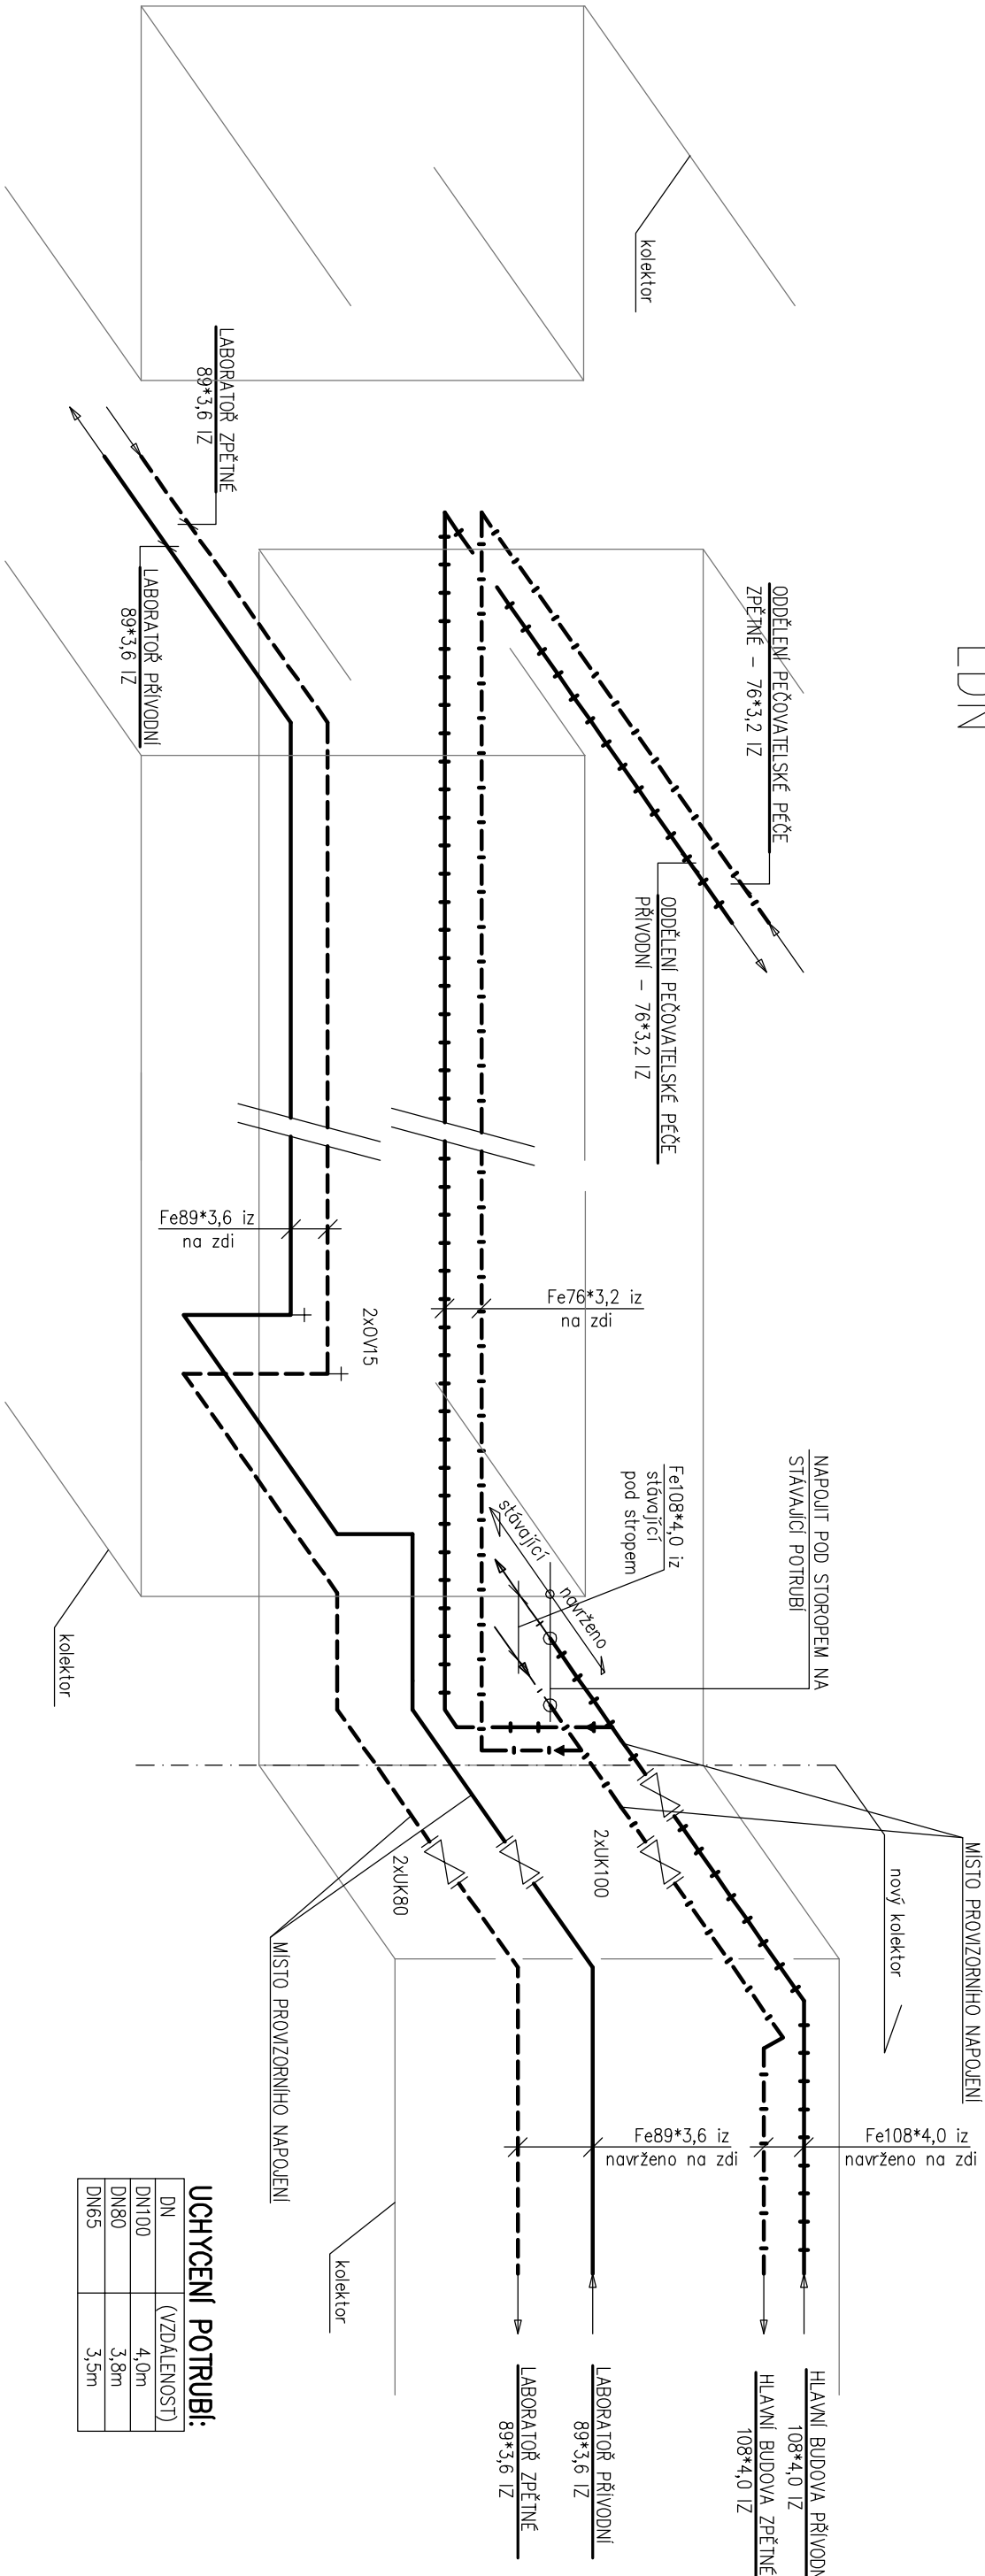 LDN
kolektor
ODDĚLENÍ PEČOVATELSKÉ PÉČE
ZPĚTNÉ - 76*3,2 IZ
ODDĚLENÍ PEČOVATELSKÉ PÉČE
PŘÍVODNÍ - 76*3,2 IZ
LABORATOŘ ZPĚTNÉ
89*3,6 IZ
LABORATOŘ PŘÍVODNÍ
89*3,6 IZ
Fe89*3,6 iz
na zdi
2xOV15
Fe76*3,2 iz
na zdi
NAPOJIT POD STOROPEM NA
STÁVAJÍCÍ POTRUBÍ
Fe108*4,0 iz
stávající
pod stropem
stávající
navrženo
kolektor
MÍSTO PROVIZORNÍHO NAPOJENÍ
nový kolektor
2xUK100
2xUK80
MÍSTO PROVIZORNÍHO NAPOJENÍ
Fe89*3,6 iz
navrženo na zdi
Fe108*4,0 iz
navrženo na zdi
kolektor
HLAVNÍ BUDOVA PŘÍVODN
108*4,0 IZ
HLAVNÍ BUDOVA ZPĚTNÉ
108*4,0 IZ
LABORATOŘ PŘÍVODNÍ
89*3,6 IZ
LABORATOŘ ZPĚTNÉ
89*3,6 IZ
UCHYCENÍ POTRUBÍ:
DN (VZDÁLENOST)
DN100 4,0m
DN80 3,8m
DN65 3,5m